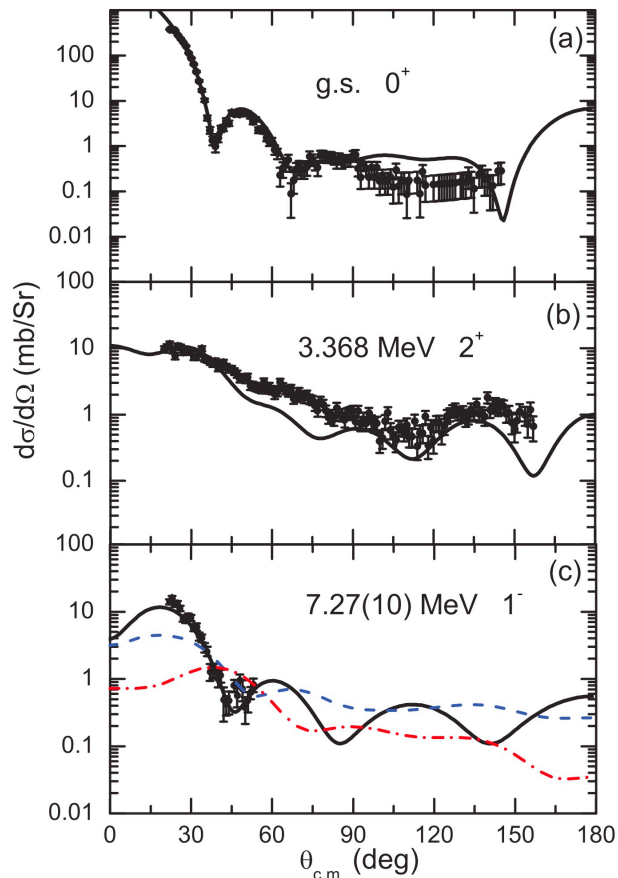 (a)
g.s. 0⁺
100
10
1
0.1
0.01
(b)
3.368 MeV 2⁺
100
10
1
0.1
(c)
7.27(10) MeV 1⁻
100
10
1
0.1
0.01
dσ/dΩ (mb/Sr)
0 30 60 90 120 150 180
θc.m (deg)